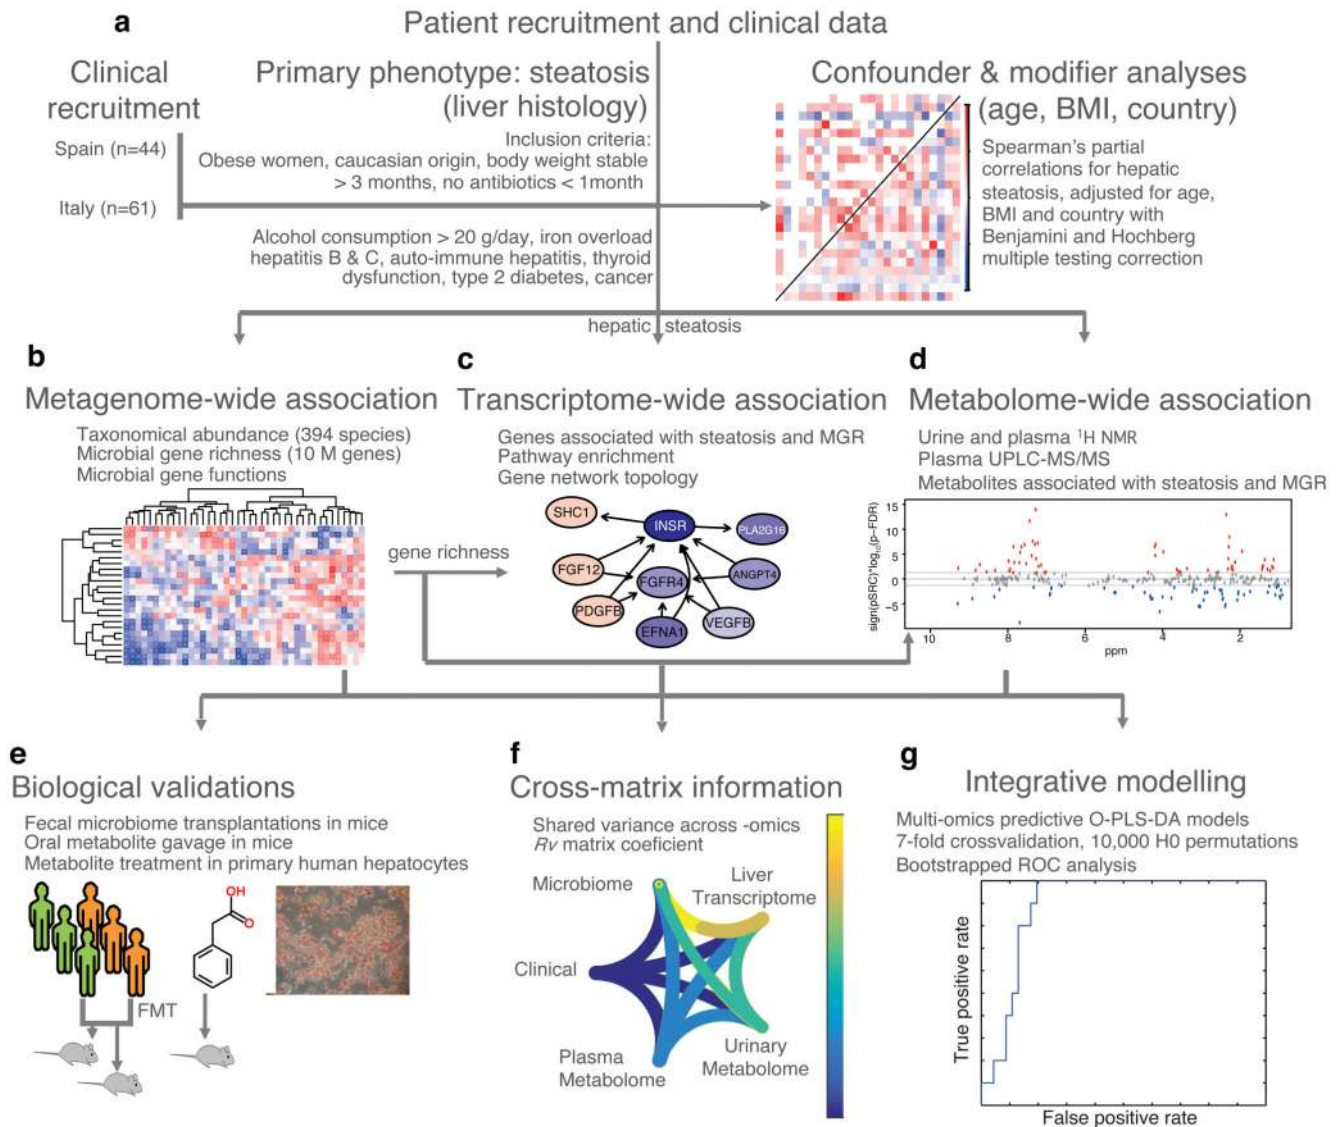 a
Patient recruitment and clinical data
Clinical
recruitment
Spain (n=44)
Italy (n=61)
Primary phenotype: steatosis
(liver histology)
Inclusion criteria:
Obese women, caucasian origin, body weight stable
> 3 months, no antibiotics < 1month
Alcohol consumption > 20 g/day, iron overload
hepatitis B & C, auto-immune hepatitis, thyroid
dysfunction, type 2 diabetes, cancer
Confounder & modifier analyses
(age, BMI, country)
Spearman's partial
correlations for hepatic
steatosis, adjusted for age,
BMI and country with
Benjamini and Hochberg
multiple testing correction
hepatic steatosis
b
Metagenome-wide association
Taxonomical abundance (394 species)
Microbial gene richness (10 M genes)
Microbial gene functions
gene richness
c
Transcriptome-wide association
Genes associated with steatosis and MGR
Pathway enrichment
Gene network topology
SHC1
INSR
PLA2G16
FGF12
FGFR4
ANGPT4
PDGFB
EFNA1
VEGFB
d
Metabolome-wide association
Urine and plasma ¹H NMR
Plasma UPLC-MS/MS
Metabolites associated with steatosis and MGR
sign(pSRC)*log₁₀(p-FDR)
15
10
5
0
−5
10
8
6
4
2
ppm
e
Biological validations
Fecal microbiome transplantations in mice
Oral metabolite gavage in mice
Metabolite treatment in primary human hepatocytes
OH
O
FMT
f
Cross-matrix information
Shared variance across -omics
Rv matrix coeficient
Microbiome
Liver
Transcriptome
Clinical
Plasma
Metabolome
Urinary
Metabolome
g
Integrative modelling
Multi-omics predictive O-PLS-DA models
7-fold crossvalidation, 10,000 H0 permutations
Bootstrapped ROC analysis
True positive rate
False positive rate